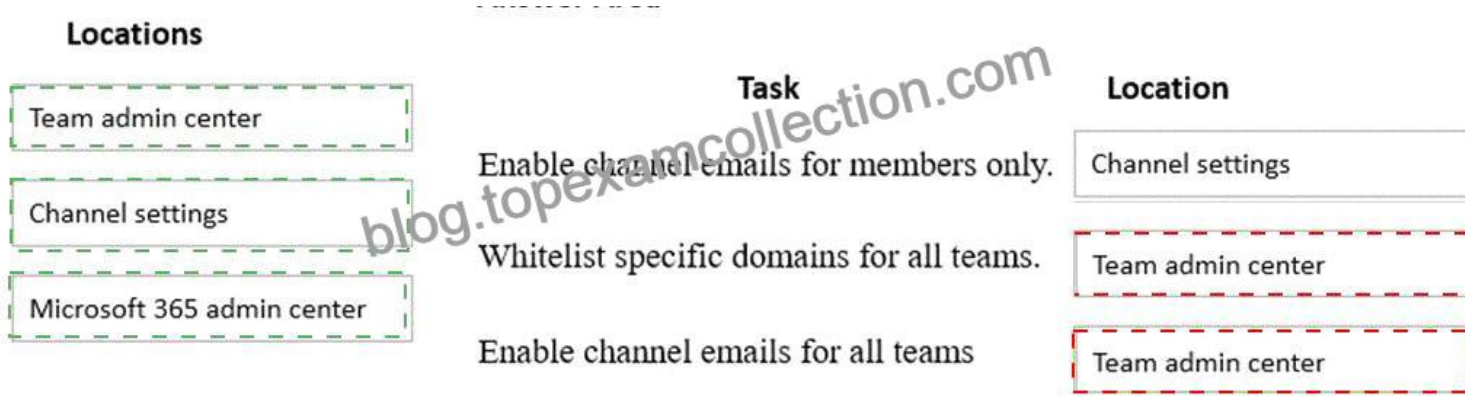 Locations
Team admin center
Channel settings
Microsoft 365 admin center
Task
Location
Enable channel emails for members only.
Channel settings
Whitelist specific domains for all teams.
Team admin center
Enable channel emails for all teams
Team admin center
blog.topexamcollection.com